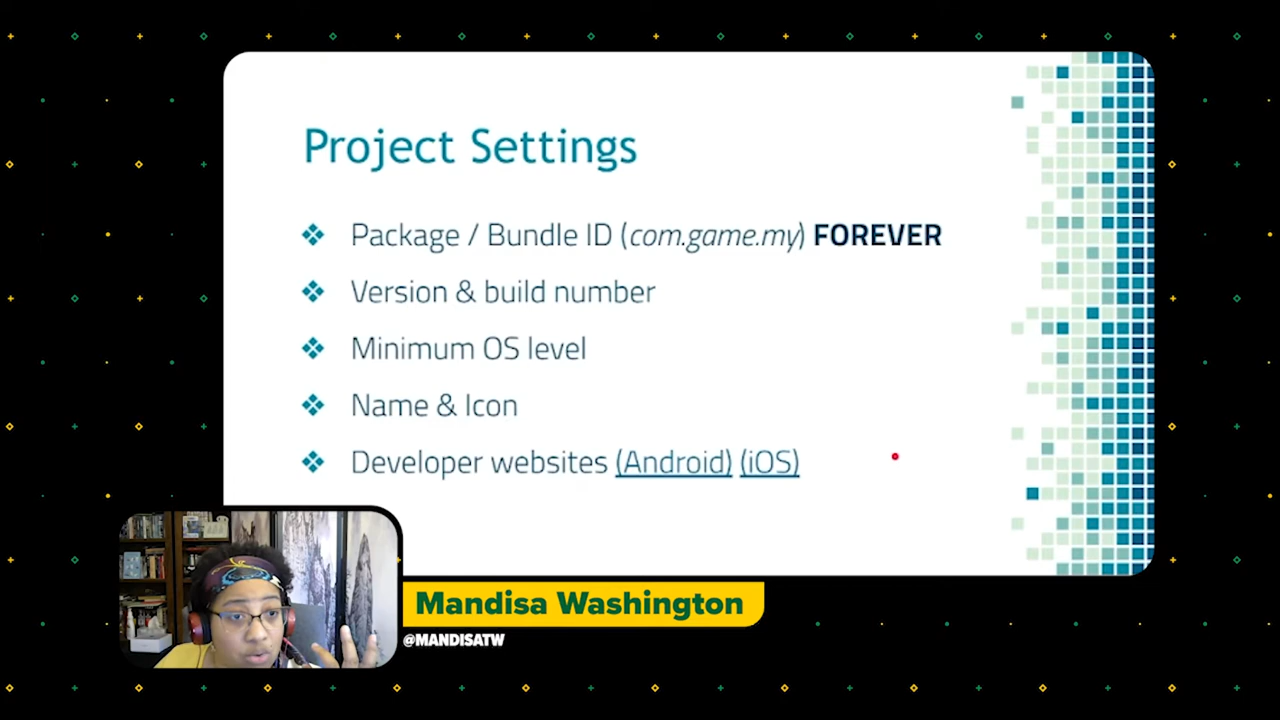 Project Settings
Package / Bundle ID (com.game.my) FOREVER
Version & build number
Minimum OS level
Name & Icon
Developer websites (Android) (iOS)
Mandisa Washington
@MANDISATW